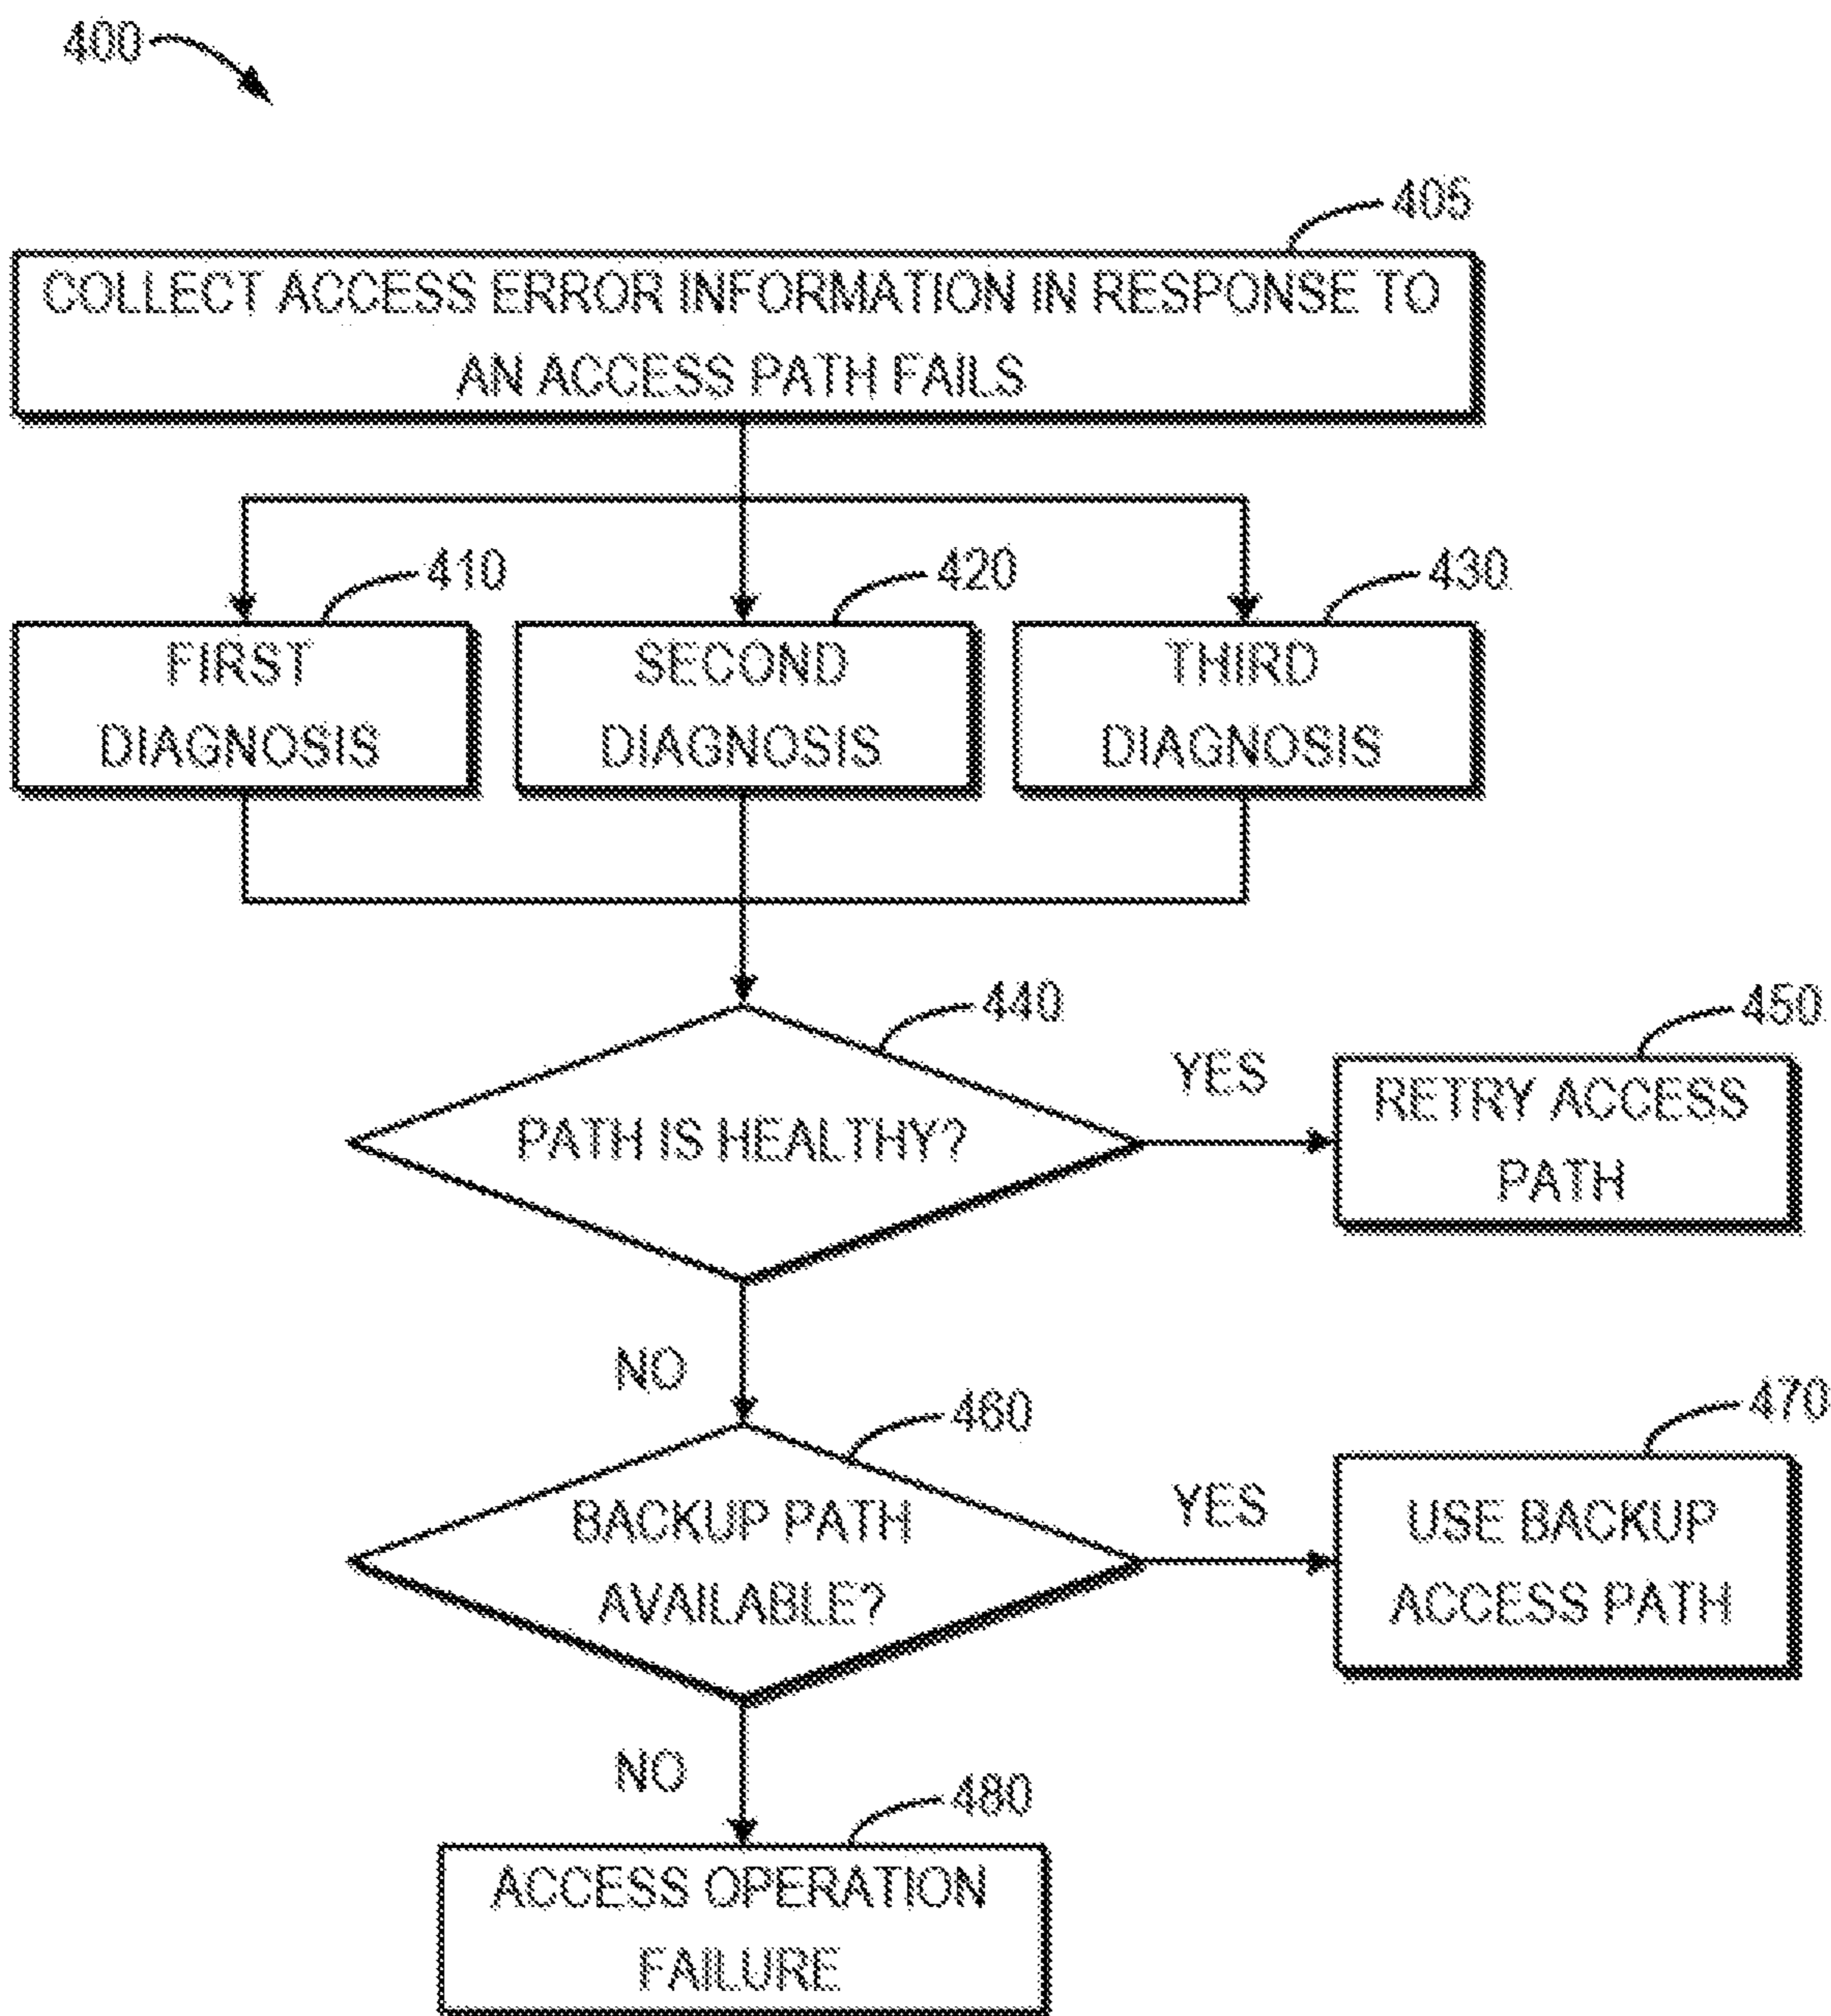 400
405
COLLECT ACCESS ERROR INFORMATION IN RESPONSE TO
AN ACCESS PATH FAILS
410
420
430
FIRST
DIAGNOSIS
SECOND
DIAGNOSIS
THIRD
DIAGNOSIS
440
450
PATH IS HEALTHY?
YES
RETRY ACCESS
PATH
NO
460
470
BACKUP PATH
AVAILABLE?
YES
USE BACKUP
ACCESS PATH
NO
480
ACCESS OPERATION
FAILURE